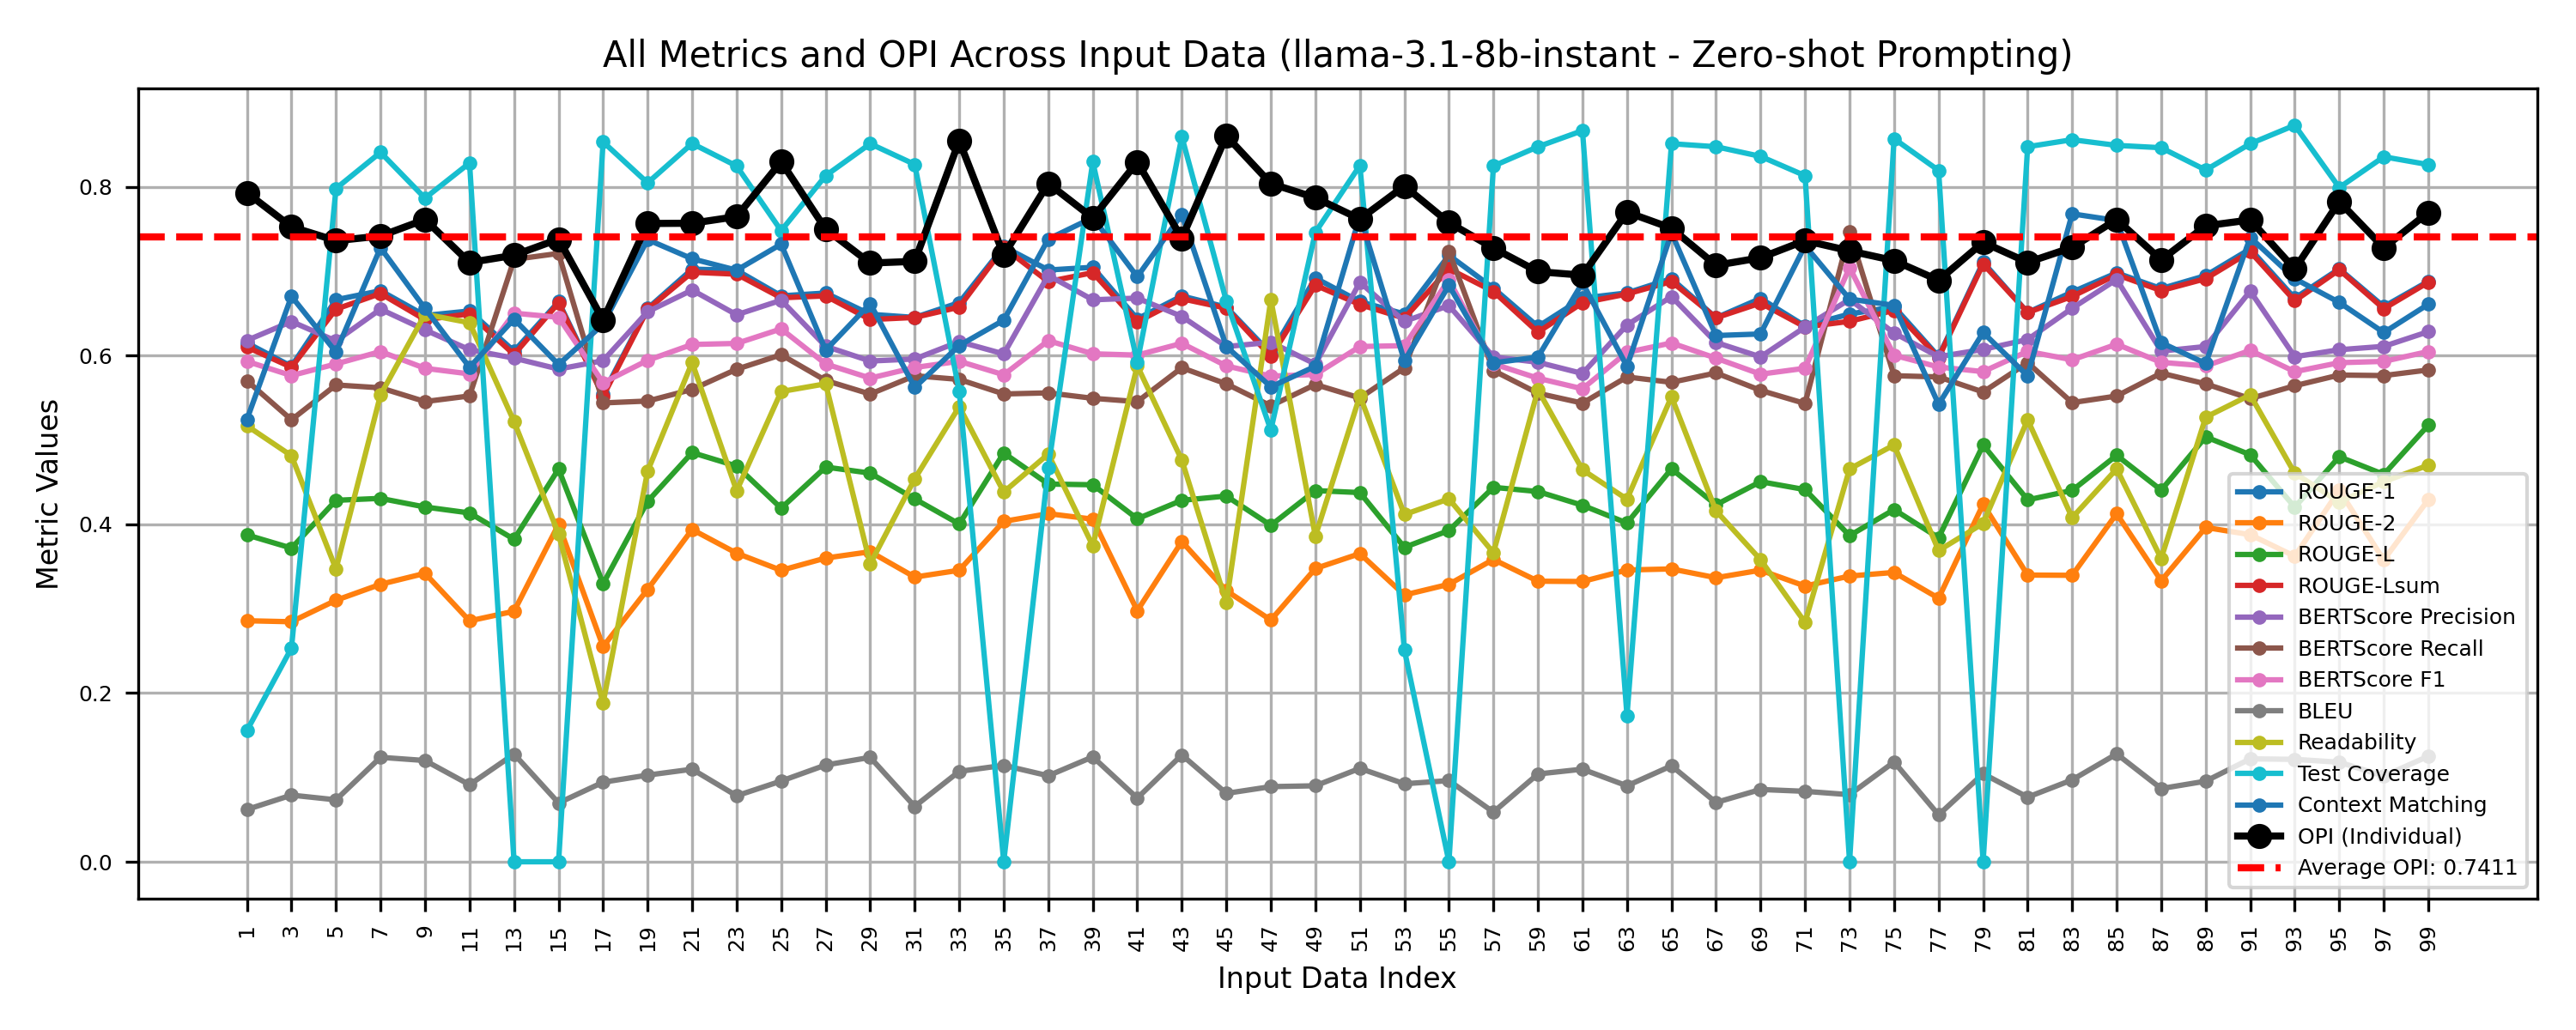 All Metrics and OPI Across Input Data (llama-3.1-8b-instant - Zero-shot Prompting)
Metric Values
0.8
0.6
0.4
0.2
0.0
ROUGE-1
ROUGE-2
ROUGE-L
ROUGE-Lsum
BERTScore Precision
BERTScore Recall
BERTScore F1
BLEU
Readability
Test Coverage
Context Matching
OPI (Individual)
Average OPI: 0.7411
1 3 5 7 9 11 13 15 17 19 21 23 25 27 29 31 33 35 37 39 41 43 45 47 49 51 53 55 57 59 61 63 65 67 69 71 73 75 77 79 81 83 85 87 89 91 93 95 97 99
Input Data Index